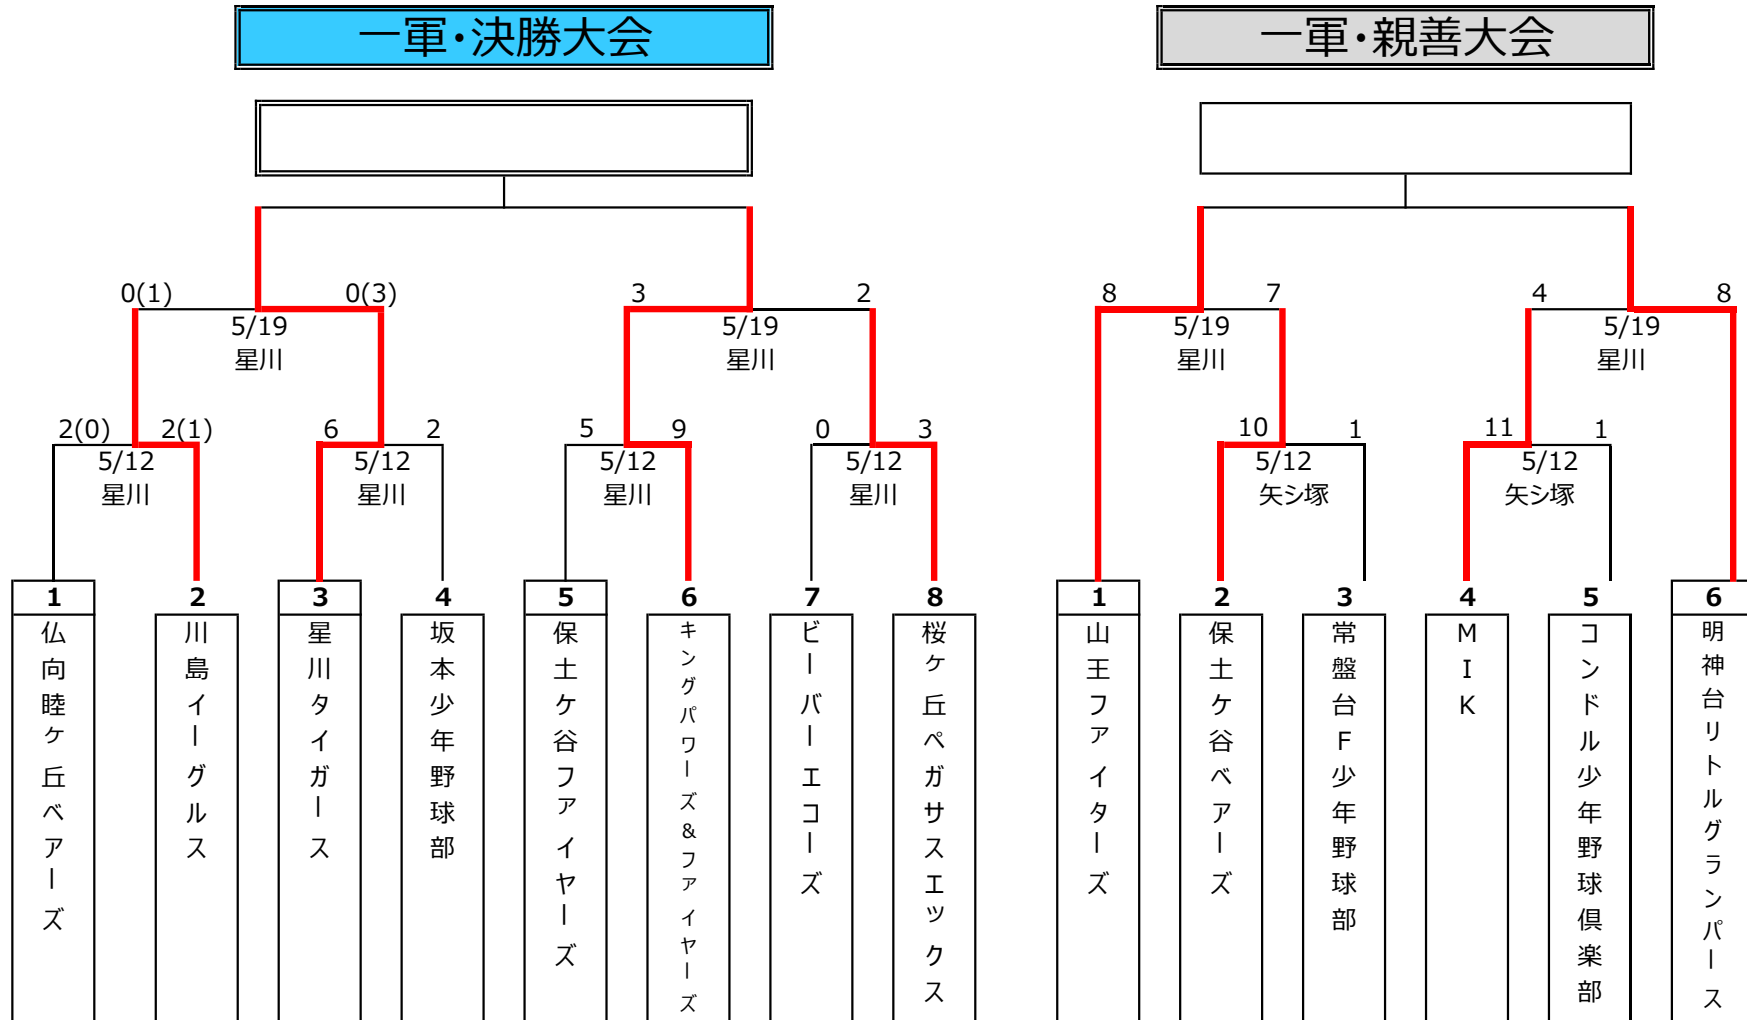 一軍・決勝大会
一軍・親善大会
0(1) 0(3) 3 2 8 7 4 8
5/19 5/19 5/19 5/19
星川 星川 星川 星川
2(0) 2(1) 6 2 5 9 0 3 10 1 11 1
5/12 5/12 5/12 5/12 5/12 5/12
星川 星川 星川 星川 矢シ塚 矢シ塚
1 2 3 4 5 6 7 8 1 2 3 4 5 6
仏向睦ケ丘ベアーズ
川島イーグルス
星川タイガース
坂本少年野球部
保土ケ谷ファイヤーズ
キングパワーズ&ファイヤーズ
ビーバーエコーズ
桜ケ丘ペガサスエックス
山王ファイターズ
保土ケ谷ベアーズ
常盤台F少年野球部
MIK
コンドル少年野球倶楽部
明神台リトルグランパース